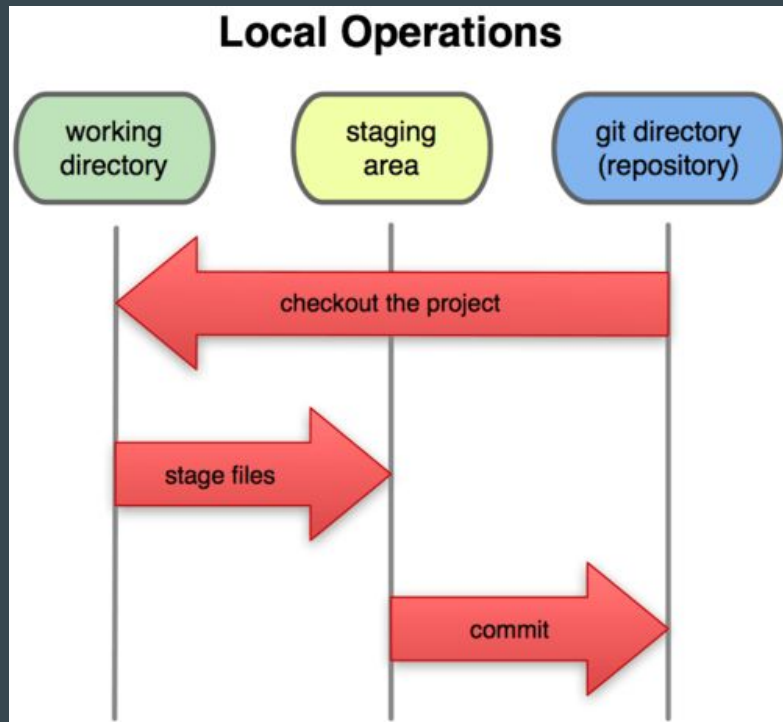 Local Operations
working
directory
staging
area
git directory
(repository)
checkout the project
stage files
commit